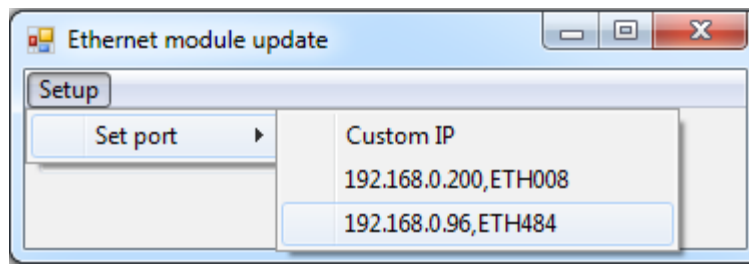 Ethernet module update
Setup
Set port
Custom IP
192.168.0.200,ETH008
192.168.0.96,ETH484